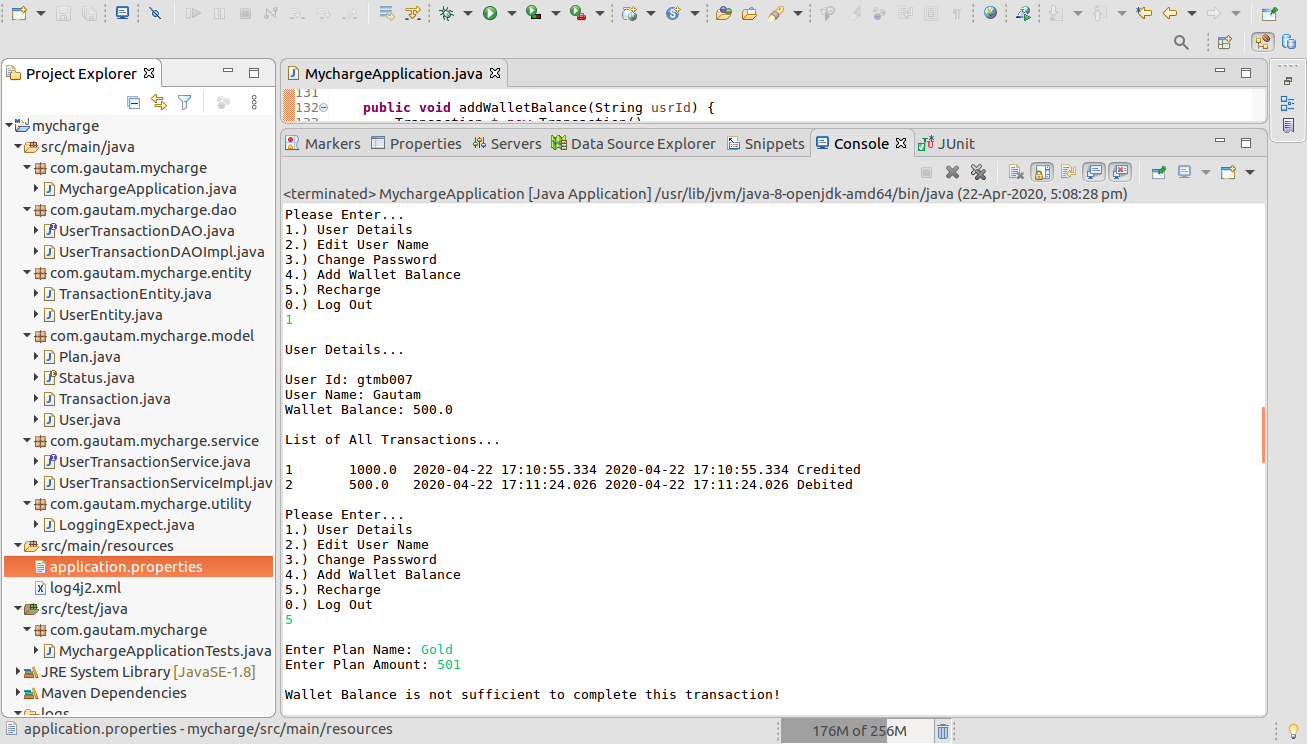 Project Explorer
mycharge
src/main/java
com.gautam.mycharge
MychargeApplication.java
com.gautam.mycharge.dao
UserTransactionDAO.java
UserTransactionDAOImpl.java
com.gautam.mycharge.entity
TransactionEntity.java
UserEntity.java
com.gautam.mycharge.model
Plan.java
Status.java
Transaction.java
User.java
com.gautam.mycharge.service
UserTransactionService.java
UserTransactionServiceImpl.jav
com.gautam.mycharge.utility
LoggingExpect.java
src/main/resources
application.properties
log4j2.xml
src/test/java
com.gautam.mycharge
MychargeApplicationTests.java
JRE System Library [JavaSE-1.8]
Maven Dependencies
logs
MychargeApplication.java
131
132 public void addWalletBalance(String usrId) {
133 Transaction t=new Transaction()
Markers Properties Servers Data Source Explorer Snippets Console JUnit
<terminated> MychargeApplication [Java Application] /usr/lib/jvm/java-8-openjdk-amd64/bin/java (22-Apr-2020, 5:08:28 pm)
Please Enter...
1.) User Details
2.) Edit User Name
3.) Change Password
4.) Add Wallet Balance
5.) Recharge
0.) Log Out
1
User Details...
User Id: gtmb007
User Name: Gautam
Wallet Balance: 500.0
List of All Transactions...
1 1000.0 2020-04-22 17:10:55.334 2020-04-22 17:10:55.334 Credited
2 500.0 2020-04-22 17:11:24.026 2020-04-22 17:11:24.026 Debited
Please Enter...
1.) User Details
2.) Edit User Name
3.) Change Password
4.) Add Wallet Balance
5.) Recharge
0.) Log Out
5
Enter Plan Name: Gold
Enter Plan Amount: 501
Wallet Balance is not sufficient to complete this transaction!
application.properties - mycharge/src/main/resources
176M of 256M